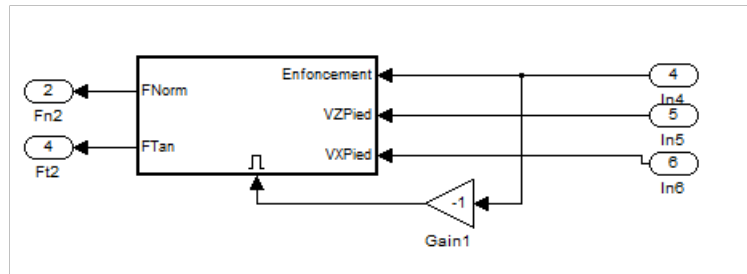 Enfoncement
4
In4
2
FNorm
Fn2
VZPied
5
In5
4
FTan
Ft2
VXPied
6
In6
-1
Gain1